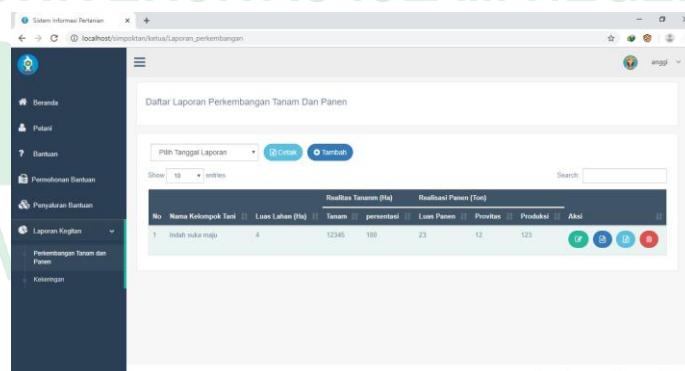 Sistem Informasi Pertanian
localhost/simpoktan/ketua/Laporan_perkembangan
anggi
Beranda
Petani
Bantuan
Permohonan Bantuan
Penyaluran Bantuan
Laporan Kegitan
Perkembangan Tanam dan Panen
Kekeringan
Daftar Laporan Perkembangan Tanam Dan Panen
Pilih Tanggal Laporan Cetak Tambah
Show 10 entries Search:
Realitas Tananm (Ha) Realisasi Panen (Ton)
No Nama Kelompok Tani Luas Lahan (Ha) Tanam persentasi Luas Panen Provitas Produksi Aksi
1 Indah suka maju 4 12345 100 23 12 123